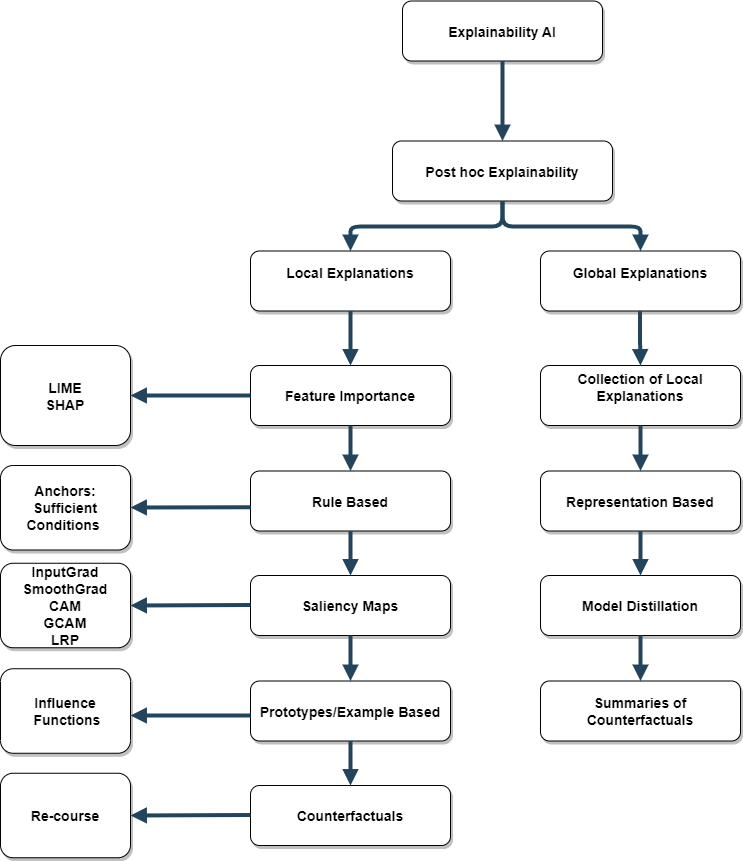 Explainability AI
Post hoc Explainability
Local Explanations
Global Explanations
LIME
SHAP
Feature Importance
Collection of Local
Explanations
Anchors:
Sufficient
Conditions
Rule Based
Representation Based
InputGrad
SmoothGrad
CAM
GCAM
LRP
Saliency Maps
Model Distillation
Influence
Functions
Prototypes/Example Based
Summaries of
Counterfactuals
Re-course
Counterfactuals